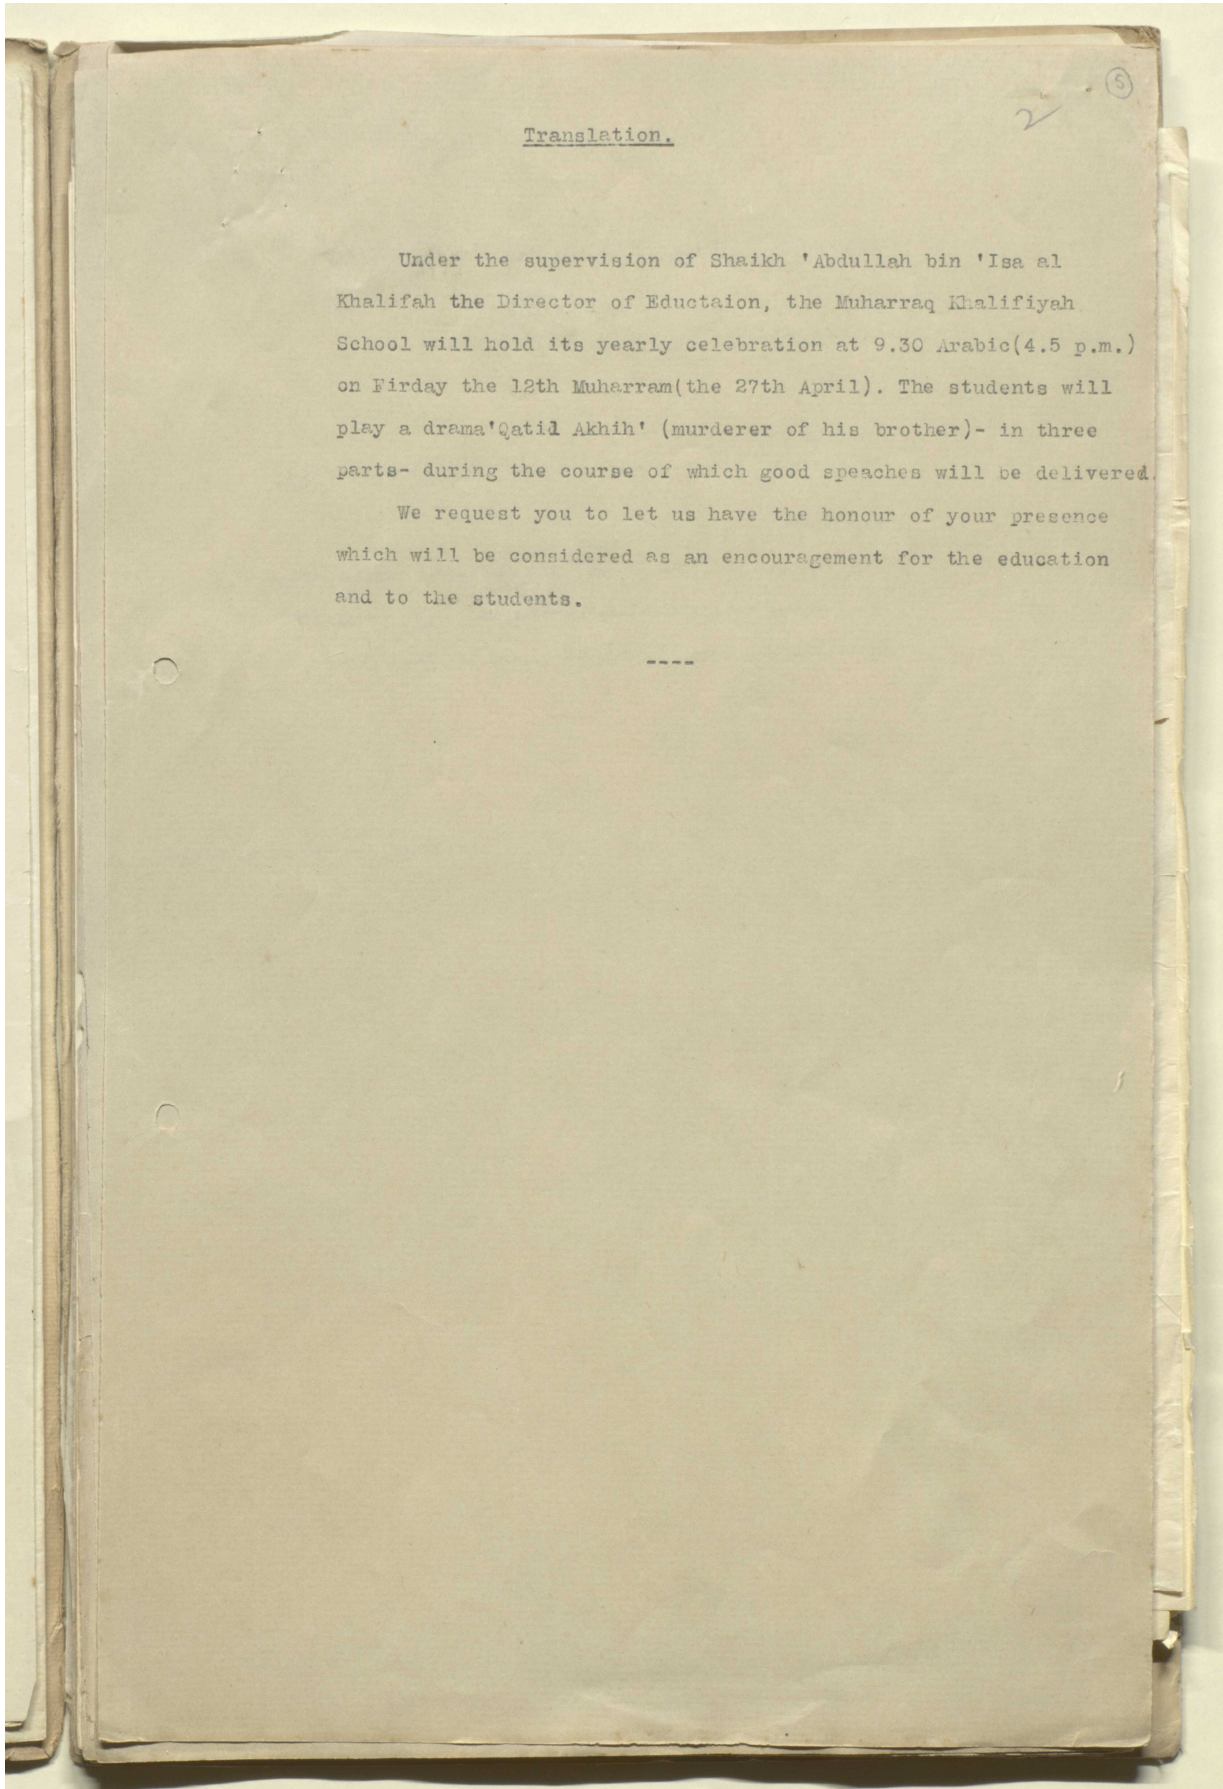 5
2
Translation.
Under the supervision of Shaikh 'Abdullah bin 'Isa al
Khalifah the Director of Eductaion, the Muharraq Khalifiyah
School will hold its yearly celebration at 9.30 Arabic(4.5 p.m.)
on Firday the 12th Muharram(the 27th April). The students will
play a drama'Qatil Akhih' (murderer of his brother)- in three
parts- during the course of which good speaches will be delivered.
We request you to let us have the honour of your presence
which will be considered as an encouragement for the education
and to the students.
----